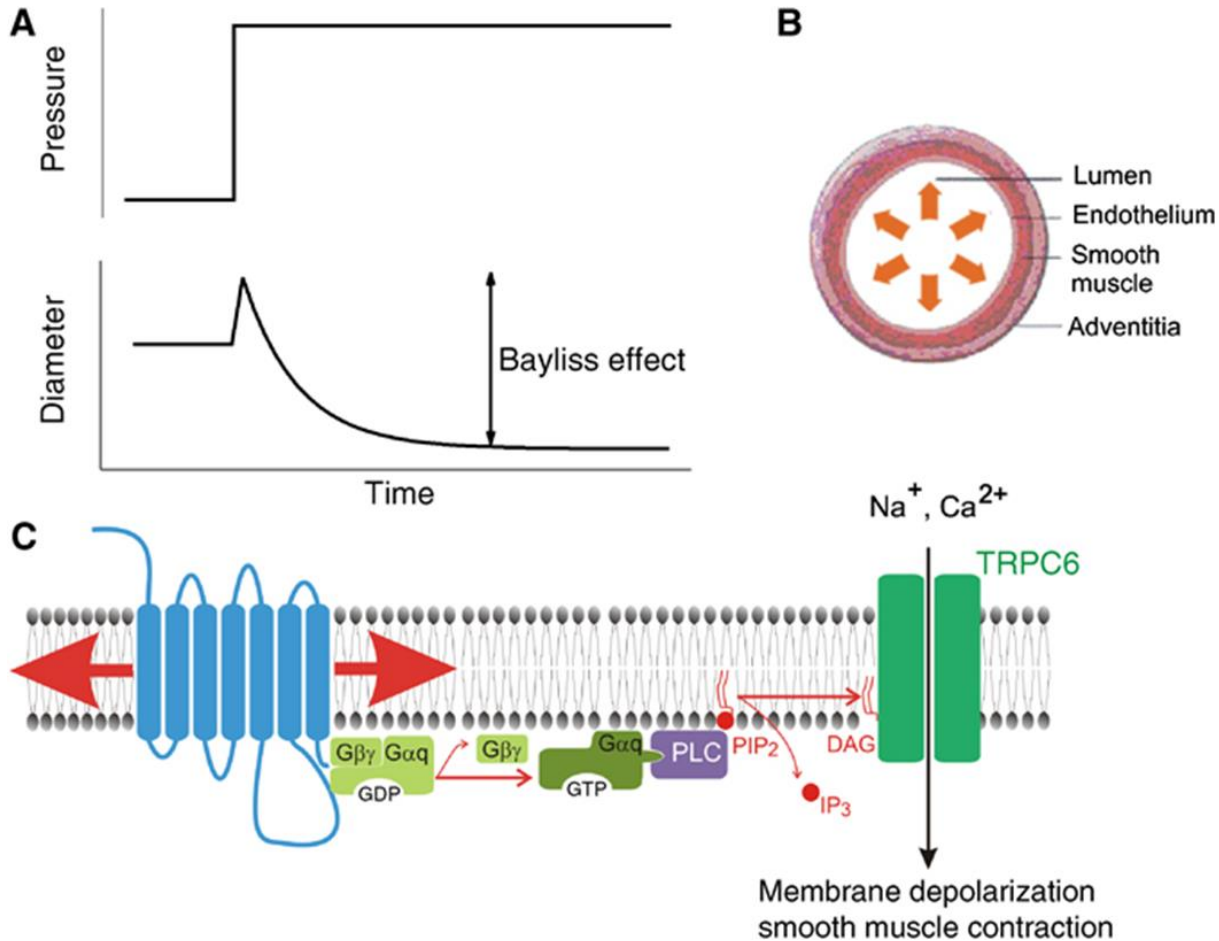 A
Pressure
Diameter
Bayliss effect
Time
B
Lumen
Endothelium
Smooth
muscle
Adventitia
C
Na⁺, Ca²⁺
TRPC6
Gβγ Gαq
GDP
Gβγ
Gαq
GTP
PLC
PIP₂
DAG
IP₃
Membrane depolarization
smooth muscle contraction